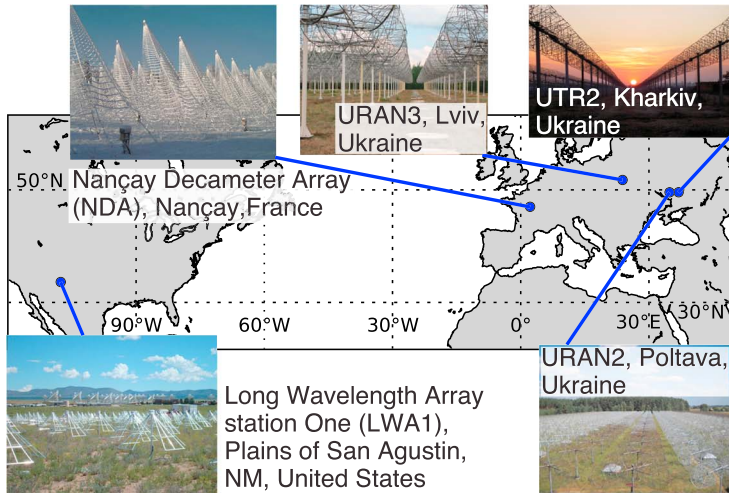 URAN3, Lviv,
Ukraine
UTR2, Kharkiv,
Ukraine
50°N
Nançay Decameter Array
(NDA), Nançay,France
90°W
60°W
30°W
0°
30°E
30°N
Long Wavelength Array
station One (LWA1),
Plains of San Agustin,
NM, United States
URAN2, Poltava,
Ukraine